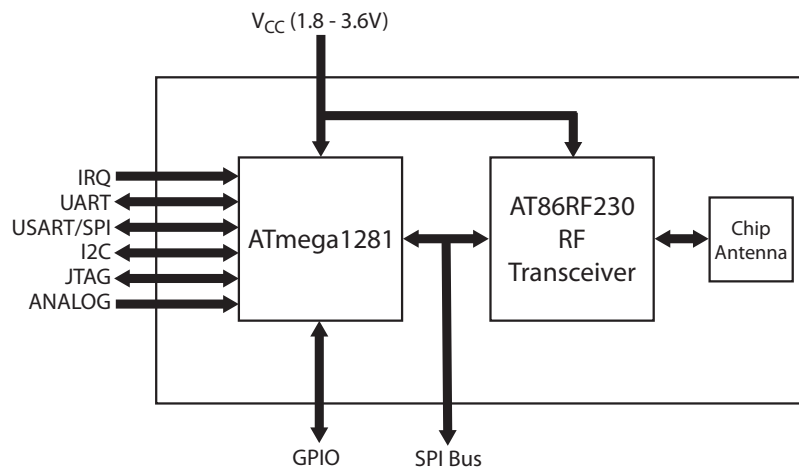 V_CC (1.8 - 3.6V)
IRQ
UART
USART/SPI
I2C
JTAG
ANALOG
ATmega1281
AT86RF230
RF
Transceiver
Chip
Antenna
GPIO
SPI Bus